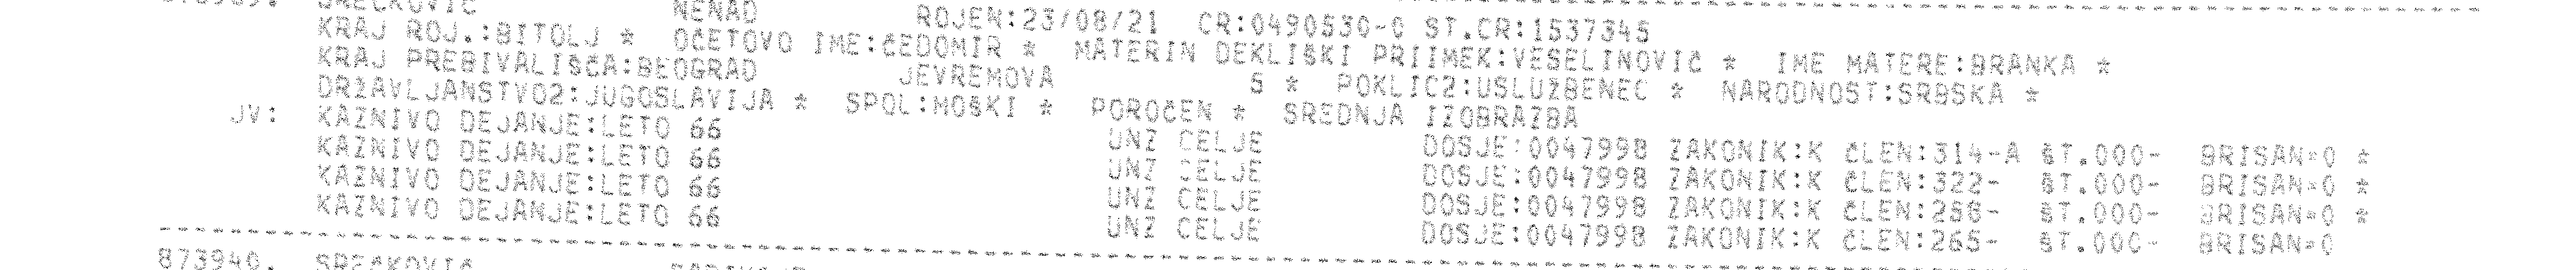 SREČKOVIČ NENAD ROJEN:23/08/21 CR:0490530-0 ST.CR:1537345
KRAJ ROJ.:BITOLJ * OČETOVO IME:ČEDOMIR * MATERIN DEKLIŠKI PRIIMEK:VESELINOVIČ * IME MATERE:BRANKA *
KRAJ PREBIVALIŠČA:BEOGRAD JEVREMOVA 5 * POKLIC2:USLUŽBENEC * NARODNOST:SRBSKA *
DRŽAVLJANSTVO2:JUGOSLAVIJA * SPOL:MOŠKI * POROČEN * SREDNJA IZOBRAZBA
JV: KAZNIVO DEJANJE:LETO 66 UNZ CELJE DOSJE:0047998 ZAKONIK:K ČLEN:314-A ŠT.000- BRISAN=0 *
KAZNIVO DEJANJE:LETO 66 UNZ CELJE DOSJE:0047998 ZAKONIK:K ČLEN:322- ŠT.000- BRISAN=0 *
KAZNIVO DEJANJE:LETO 66 UNZ CELJE DOSJE:0047998 ZAKONIK:K ČLEN:256- ŠT.000- BRISAN=0 *
KAZNIVO DEJANJE:LETO 66 UNZ CELJE DOSJE:0047998 ZAKONIK:K ČLEN:265- ŠT.000- BRISAN=0
873940. SREČKOVIČ